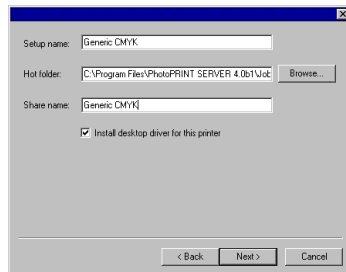 Setup name: Generic CMYK
Hot folder: C:\Program Files\PhotoPRINT SERVER 4.0b1\Job Browse...
Share name: Generic CMYK
Install desktop driver for this printer
< Back Next > Cancel